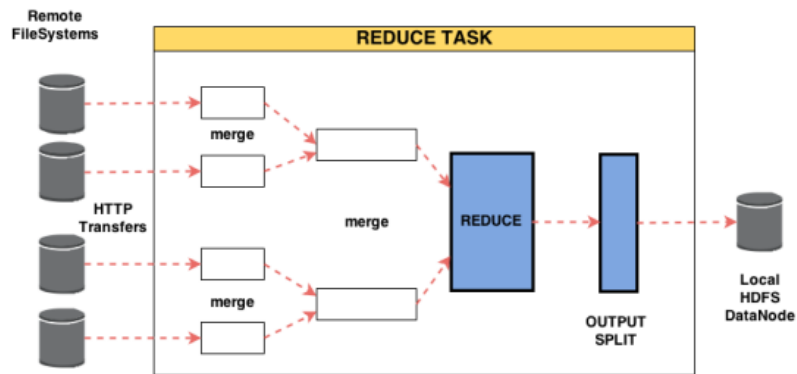 Remote
FileSystems
REDUCE TASK
merge
HTTP
Transfers
merge
REDUCE
merge
OUTPUT
SPLIT
Local
HDFS
DataNode